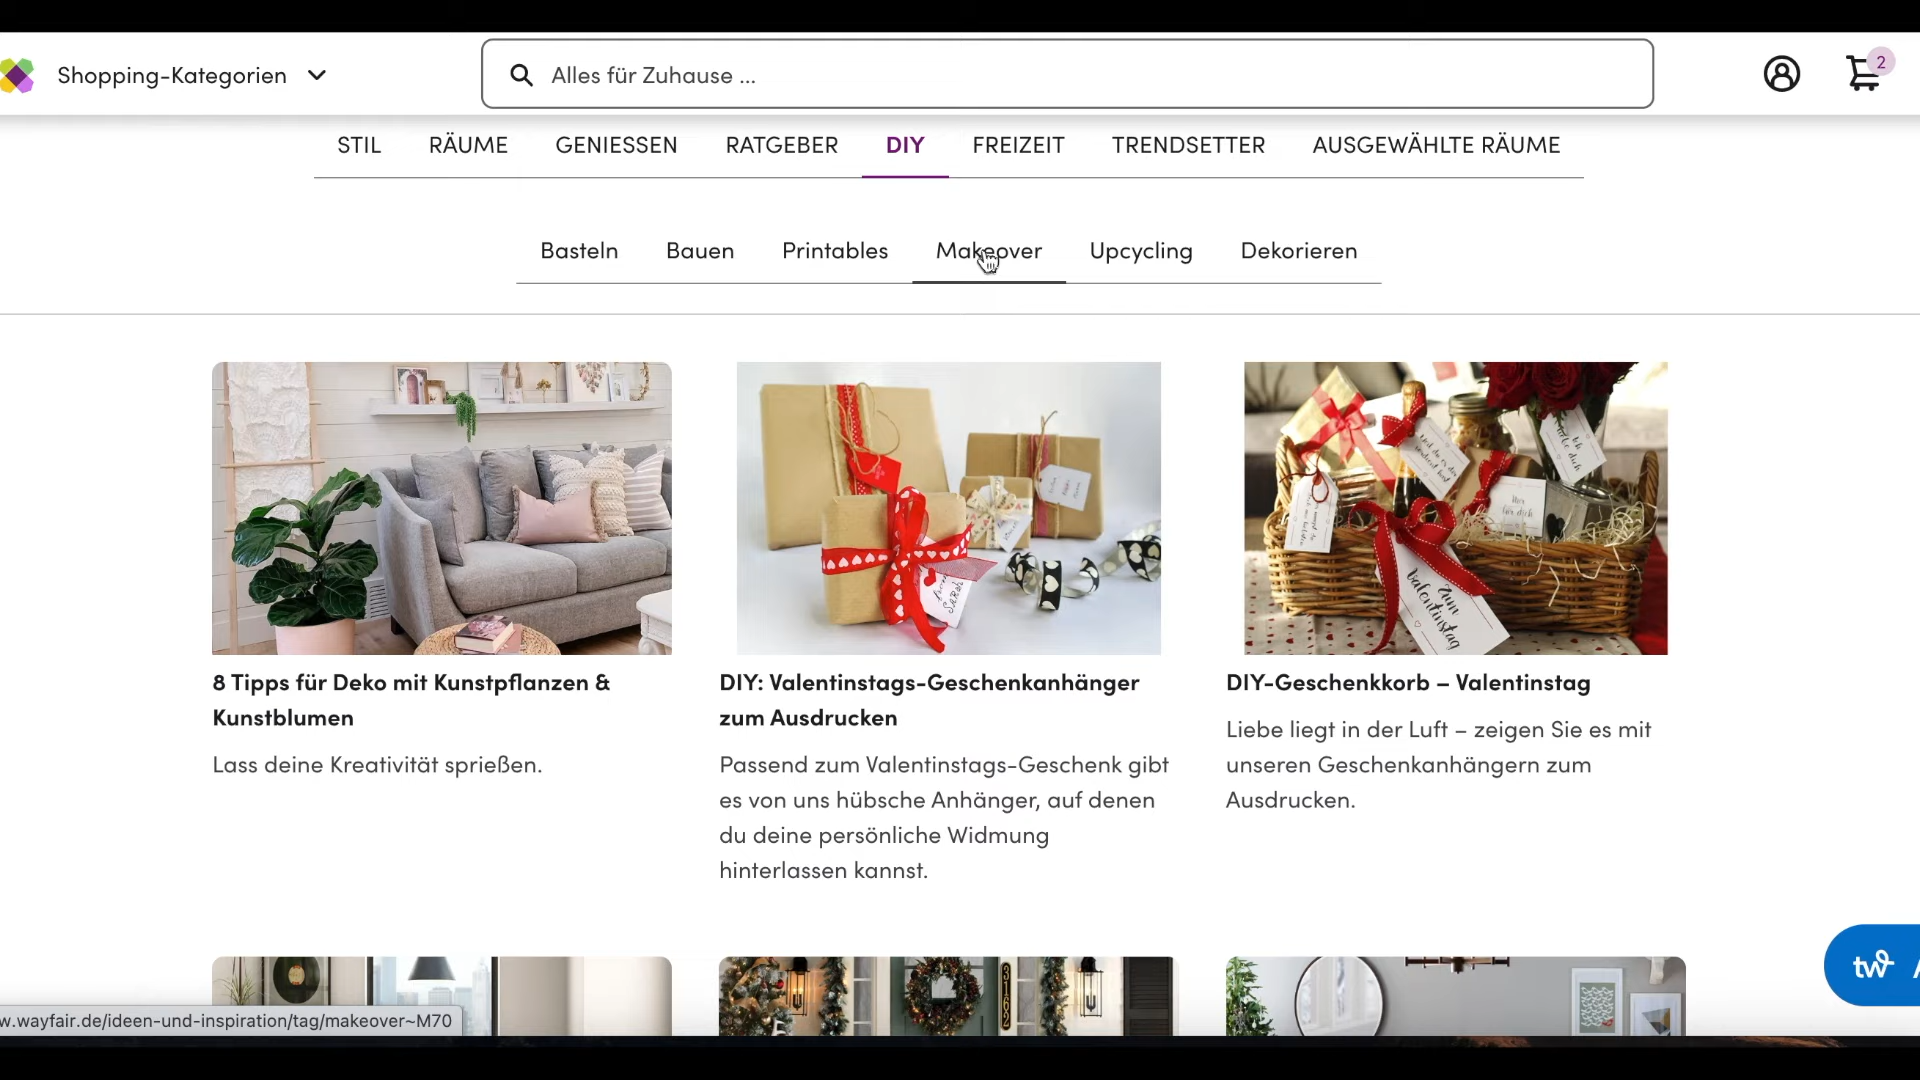 Shopping-Kategorien
Alles für Zuhause ...
2
STIL RÄUME GENIESSEN RATGEBER DIY FREIZEIT TRENDSETTER AUSGEWÄHLTE RÄUME
Basteln Bauen Printables Makeover Upcycling Dekorieren
Zum
Valentinstag
8 Tipps für Deko mit Kunstpflanzen &
Kunstblumen
Lass deine Kreativität sprießen.
DIY: Valentinstags-Geschenkanhänger
zum Ausdrucken
Passend zum Valentinstags-Geschenk gibt
es von uns hübsche Anhänger, auf denen
du deine persönliche Widmung
hinterlassen kannst.
DIY-Geschenkkorb – Valentinstag
Liebe liegt in der Luft – zeigen Sie es mit
unseren Geschenkanhängern zum
Ausdrucken.
3162
tw
w.wayfair.de/ideen-und-inspiration/tag/makeover~M70